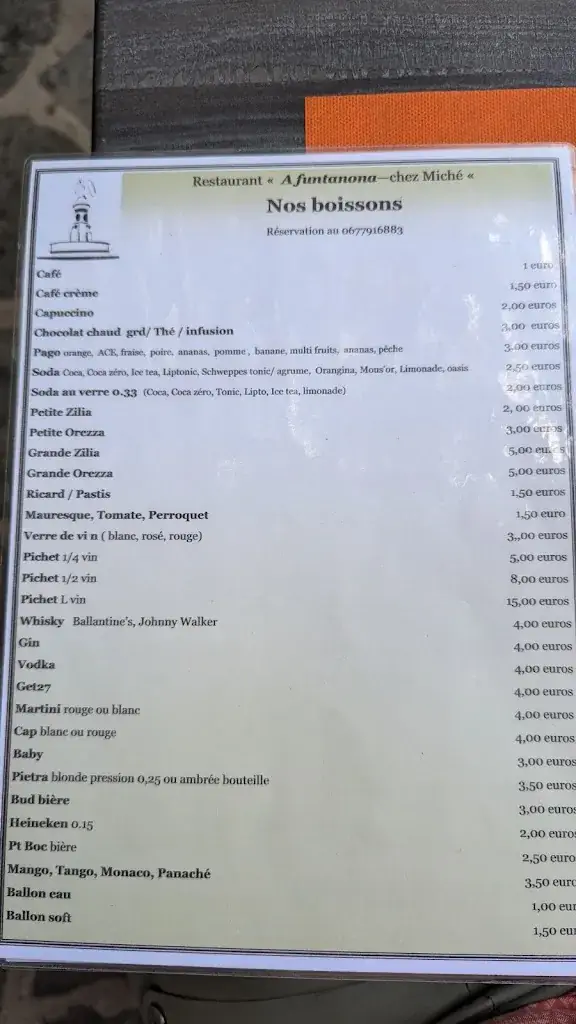 Restaurant « A funtanona—chez Miché «
Nos boissons
Réservation au 0677916883
Café 1 euro
Café crème 1,50 euro
Capuccino 2,00 euros
Chocolat chaud grd/ Thé / infusion 3,00 euros
Pago orange, ACE, fraise, poire, ananas, pomme , banane, multi fruits, ananas, pêche 3,00 euros
Soda Coca, Coca zéro, Ice tea, Liptonic, Schweppes tonic/ agrume, Orangina, Mous'or, Limonade, oasis 2,50 euros
Soda au verre 0.33 (Coca, Coca zéro, Tonic, Lipto, Ice tea, limonade) 2,00 euros
Petite Zilia 2, 00 euros
Petite Orezza 3,00 euros
Grande Zilia 5,00 euros
Grande Orezza 5,00 euros
Ricard / Pastis 1,50 euros
Mauresque, Tomate, Perroquet 1,50 euro
Verre de vi n ( blanc, rosé, rouge) 3,,00 euros
Pichet 1/4 vin 5,00 euros
Pichet 1/2 vin 8,00 euros
Pichet L vin 15,00 euros
Whisky Ballantine's, Johnny Walker 4,00 euros
Gin 4,00 euros
Vodka 4,00 euros
Get27 4,00 euros
Martini rouge ou blanc 4,00 euros
Cap blanc ou rouge 4,00 euros
Baby 3,00 euros
Pietra blonde pression 0,25 ou ambrée bouteille 3,50 euros
Bud bière 3,00 euros
Heineken 0.15 2,00 euros
Pt Boc bière 2,50 euros
Mango, Tango, Monaco, Panaché 3,50 euro
Ballon eau 1,00 eur
Ballon soft 1,50 eur